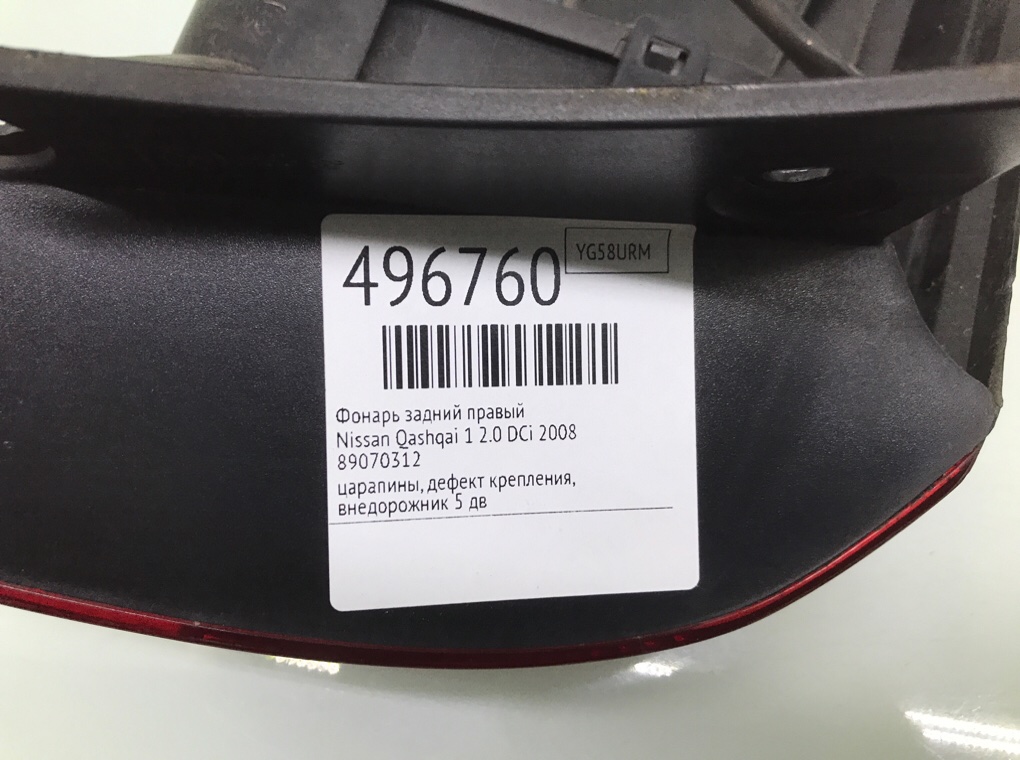 496760 YG58URM
Фонарь задний правый
Nissan Qashqai 1 2.0 DCi 2008
89070312
царапины, дефект крепления,
внедорожник 5 дв